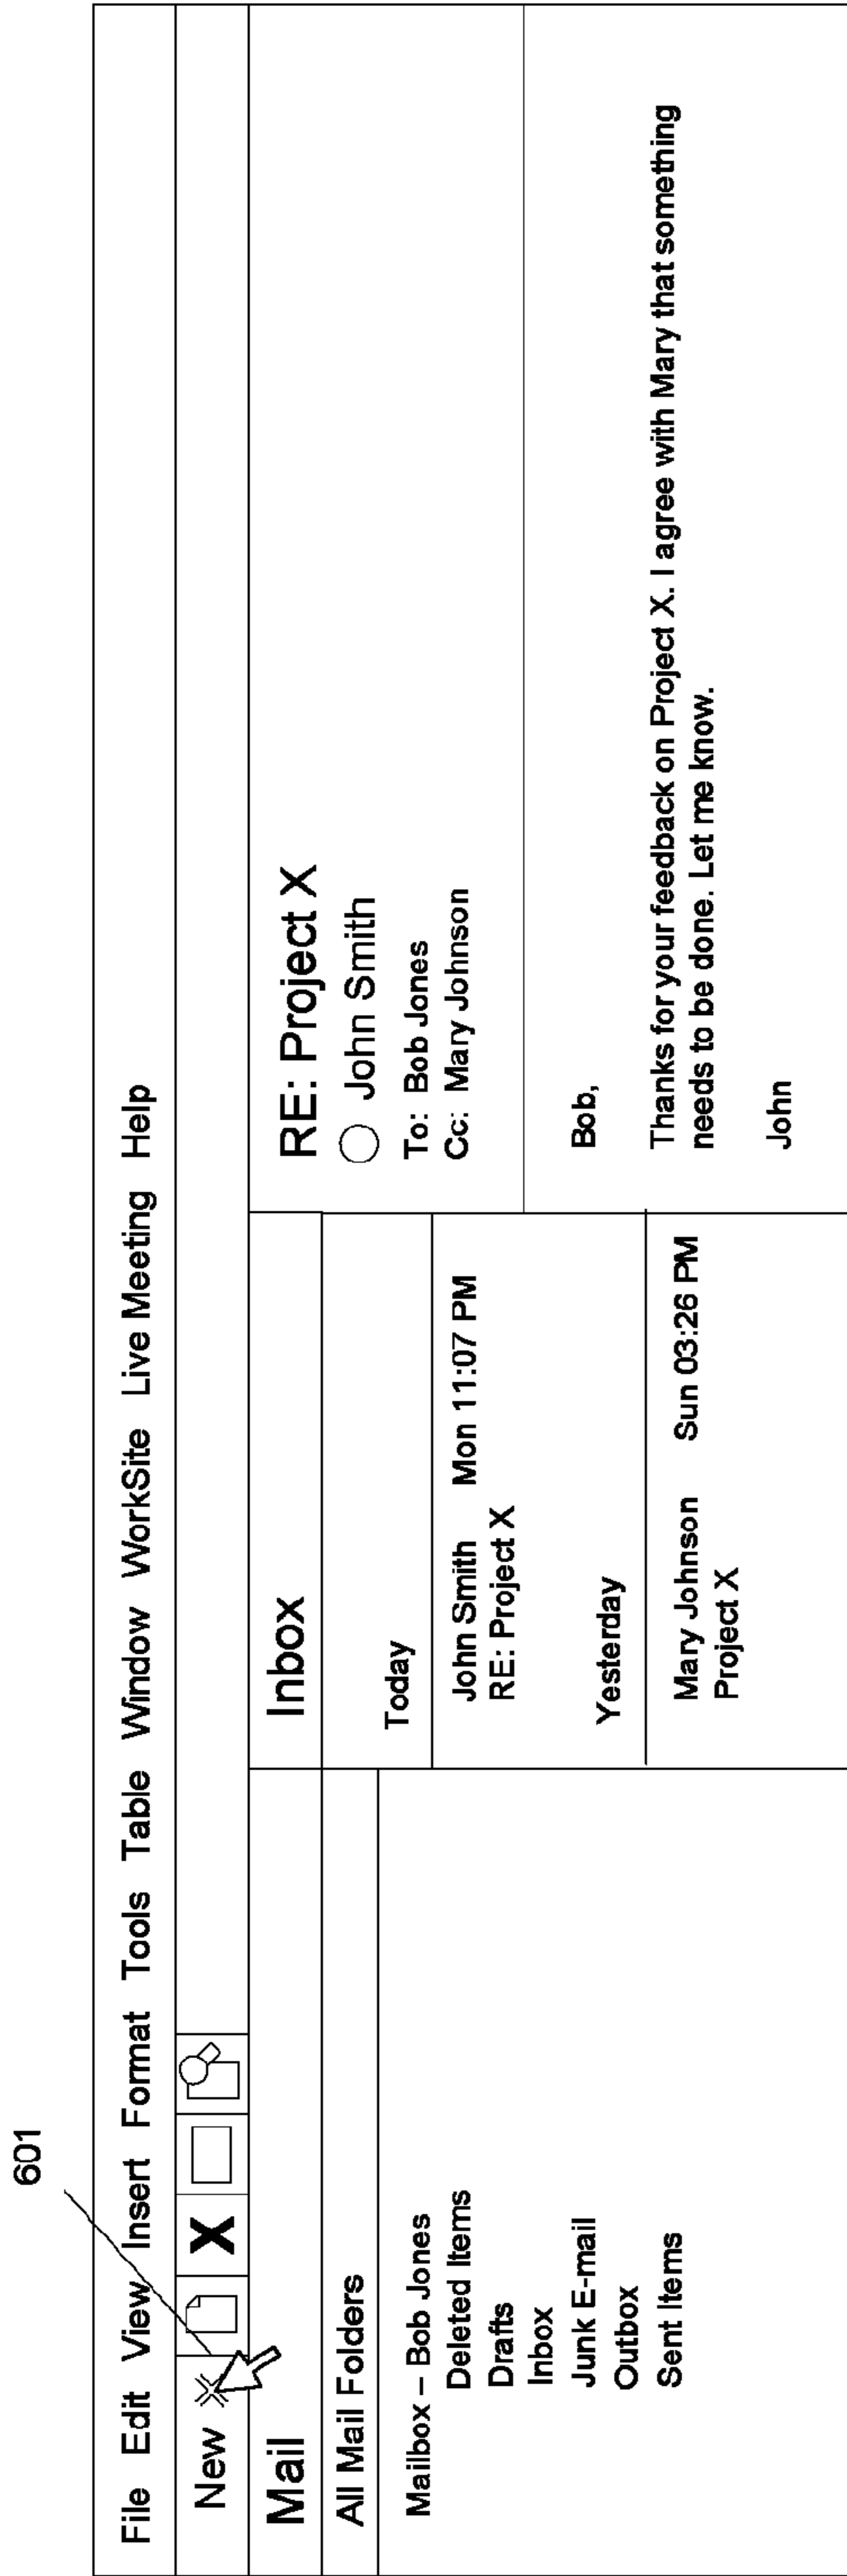 601
File Edit View Insert Format Tools Table Window WorkSite Live Meeting Help
New X
Mail
All Mail Folders
Mailbox – Bob Jones
Deleted Items
Drafts
Inbox
Junk E-mail
Outbox
Sent Items
Inbox
Today
John Smith Mon 11:07 PM
RE: Project X
Yesterday
Mary Johnson Sun 03:26 PM
Project X
RE: Project X
John Smith
To: Bob Jones
Cc: Mary Johnson
Bob,
Thanks for your feedback on Project X. I agree with Mary that something
needs to be done. Let me know.
John